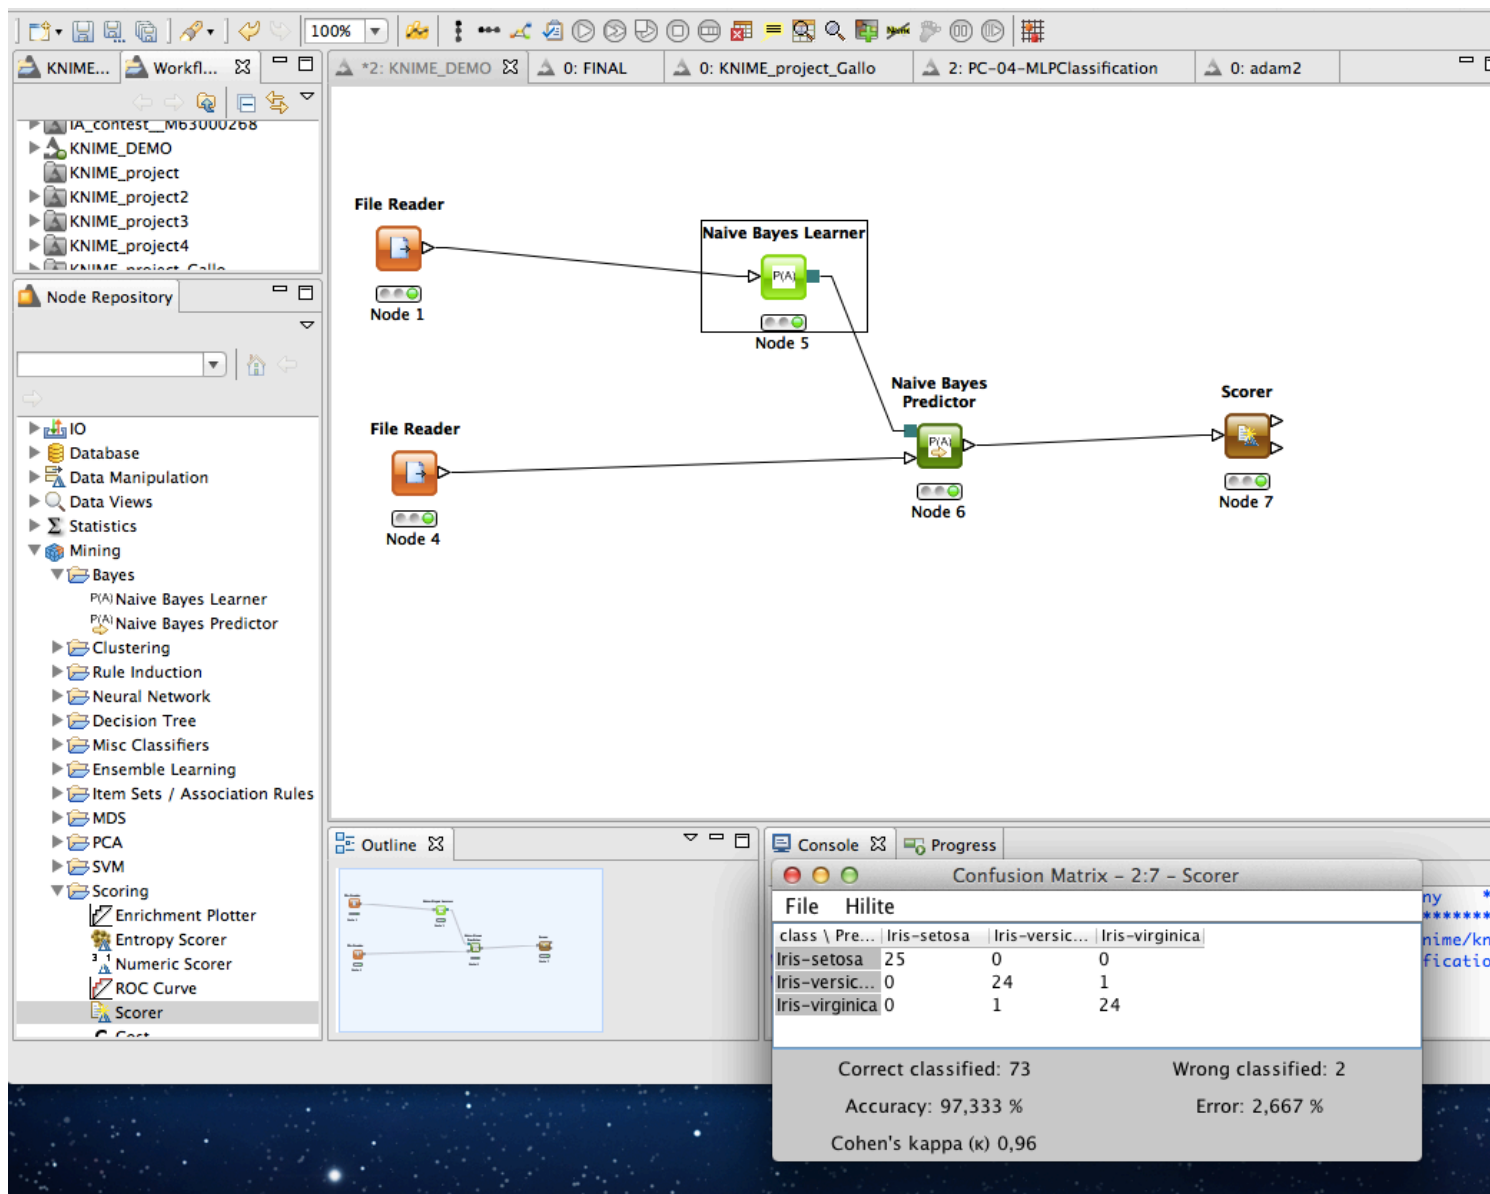 100%
KNIME...
Workfl...
*2: KNIME_DEMO
0: FINAL
0: KNIME_project_Gallo
2: PC-04-MLPClassification
0: adam2
IA_contest__M63000268
KNIME_DEMO
KNIME_project
KNIME_project2
KNIME_project3
KNIME_project4
KNIME_project_Gallo
Node Repository
IO
Database
Data Manipulation
Data Views
Statistics
Mining
Bayes
P(A) Naive Bayes Learner
P(A) Naive Bayes Predictor
Clustering
Rule Induction
Neural Network
Decision Tree
Misc Classifiers
Ensemble Learning
Item Sets / Association Rules
MDS
PCA
SVM
Scoring
Enrichment Plotter
Entropy Scorer
Numeric Scorer
ROC Curve
Scorer
File Reader
Node 1
Naive Bayes Learner
P(A)
Node 5
File Reader
Node 4
Naive Bayes
Predictor
P(A)
Node 6
Scorer
Node 7
Outline
Console
Progress
Confusion Matrix - 2:7 - Scorer
File Hilite
class \ Pre... Iris-setosa Iris-versic... Iris-virginica
Iris-setosa 25 0 0
Iris-versic... 0 24 1
Iris-virginica 0 1 24
Correct classified: 73 Wrong classified: 2
Accuracy: 97,333 % Error: 2,667 %
Cohen's kappa (κ) 0,96
ny *
*******
nime/kn
ficatio